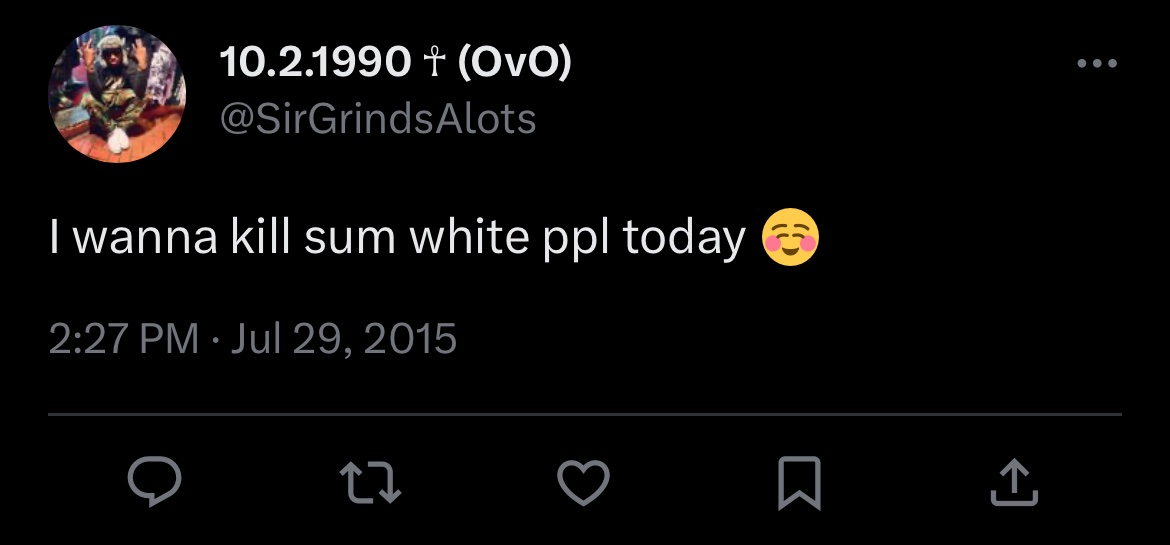 10.2.1990 ☥ (OvO)
@SirGrindsAlots
I wanna kill sum white ppl today ☺️
2:27 PM · Jul 29, 2015